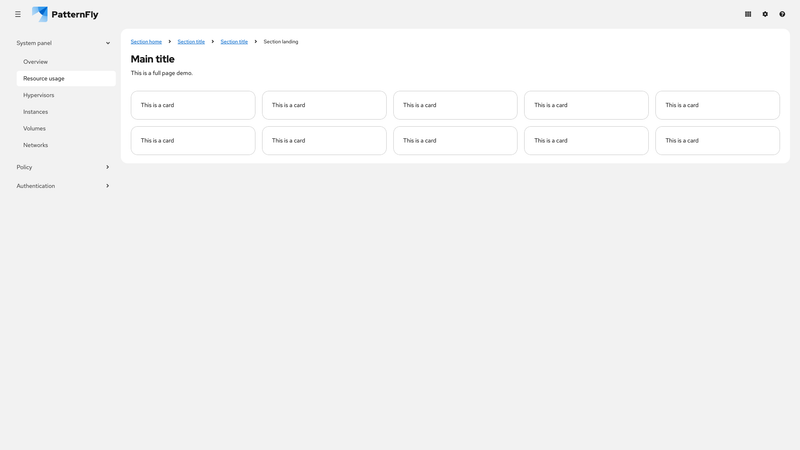 PatternFly
System panel
Overview
Resource usage
Hypervisors
Instances
Volumes
Networks
Policy
Authentication
Section home Section title Section title Section landing
Main title
This is a full page demo.
This is a card This is a card This is a card This is a card This is a card
This is a card This is a card This is a card This is a card This is a card